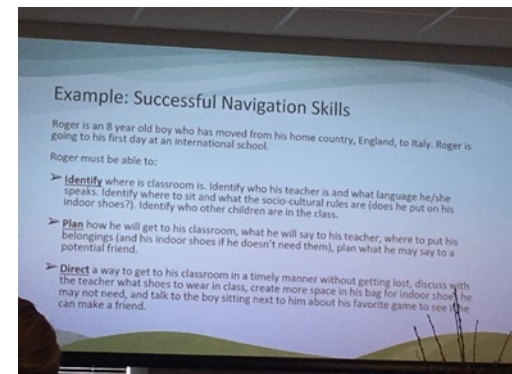 Example: Successful Navigation Skills
Roger is an 8 year old boy who has moved from his home country, England, to Italy. Roger is
going to his first day at an international school.
Roger must be able to:
➢ Identify where is classroom is. Identify who his teacher is and what language he/she
speaks. Identify where to sit and what the socio-cultural rules are (does he put on his
indoor shoes?). Identify who other children are in the class.
➢ Plan how he will get to his classroom, what he will say to his teacher, where to put his
belongings (and his indoor shoes if he doesn't need them), plan what he may say to a
potential friend.
➢ Direct a way to get to his classroom in a timely manner without getting lost, discuss with
the teacher what shoes to wear in class, create more space in his bag for indoor shoes he
may not need, and talk to the boy sitting next to him about his favorite game to see if he
can make a friend.